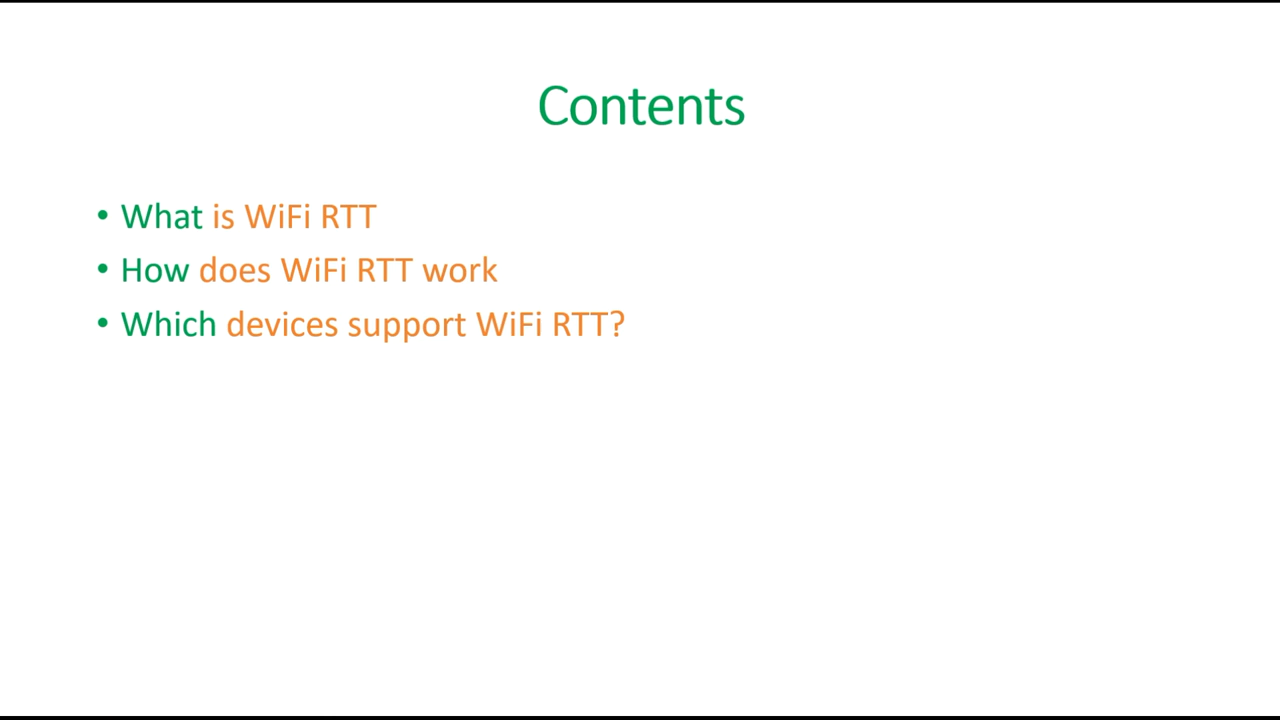 Contents
• What is WiFi RTT
• How does WiFi RTT work
• Which devices support WiFi RTT?